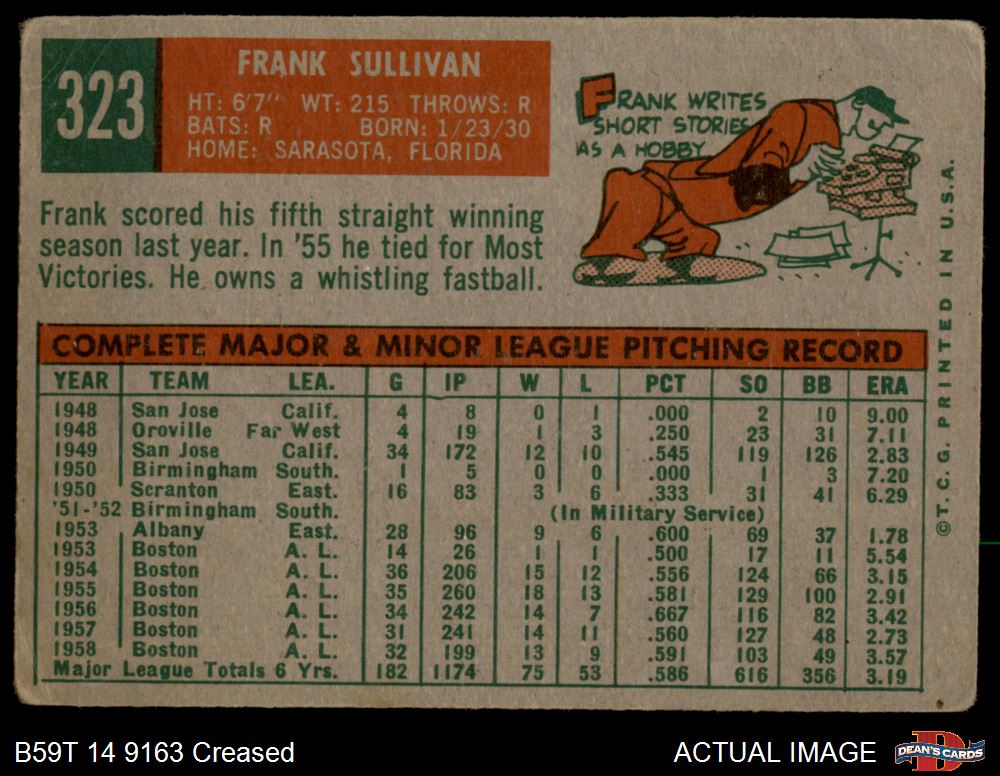 323
FRANK SULLIVAN
HT: 6'7" WT: 215 THROWS: R
BATS: R BORN: 1/23/30
HOME: SARASOTA, FLORIDA
FRANK WRITES
SHORT STORIES
AS A HOBBY
Frank scored his fifth straight winning
season last year. In '55 he tied for Most
Victories. He owns a whistling fastball.
COMPLETE MAJOR & MINOR LEAGUE PITCHING RECORD
YEAR TEAM LEA. G IP W L PCT SO BB ERA
1948 San Jose Calif. 4 8 0 1 .000 2 10 9.00
1948 Oroville Far West 4 19 1 3 .250 23 31 7.11
1949 San Jose Calif. 34 172 12 10 .545 119 126 2.83
1950 Birmingham South. 1 5 0 0 .000 1 3 7.20
1950 Scranton East. 16 83 3 6 .333 31 41 6.29
'51-'52 Birmingham South. (In Military Service)
1953 Albany East. 28 96 9 6 .600 69 37 1.78
1953 Boston A. L. 14 26 1 1 .500 17 11 5.54
1954 Boston A. L. 36 206 15 12 .556 124 66 3.15
1955 Boston A. L. 35 260 18 13 .581 129 100 2.91
1956 Boston A. L. 34 242 14 7 .667 116 82 3.42
1957 Boston A. L. 31 241 14 11 .560 127 48 2.73
1958 Boston A. L. 32 199 13 9 .591 103 49 3.57
Major League Totals 6 Yrs. 182 1174 75 53 .586 616 356 3.19
©T. C. G. PRINTED IN U.S.A.
B59T 14 9163 Creased
ACTUAL IMAGE
D
DEAN'S CARDS